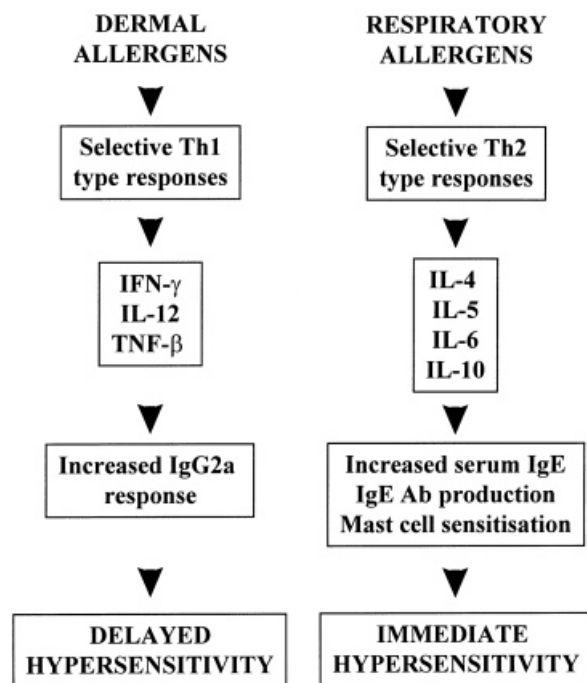 DERMAL
ALLERGENS
Selective Th1
type responses
IFN-γ
IL-12
TNF-β
Increased IgG2a
response
DELAYED
HYPERSENSITIVITY
RESPIRATORY
ALLERGENS
Selective Th2
type responses
IL-4
IL-5
IL-6
IL-10
Increased serum IgE
IgE Ab production
Mast cell sensitisation
IMMEDIATE
HYPERSENSITIVITY